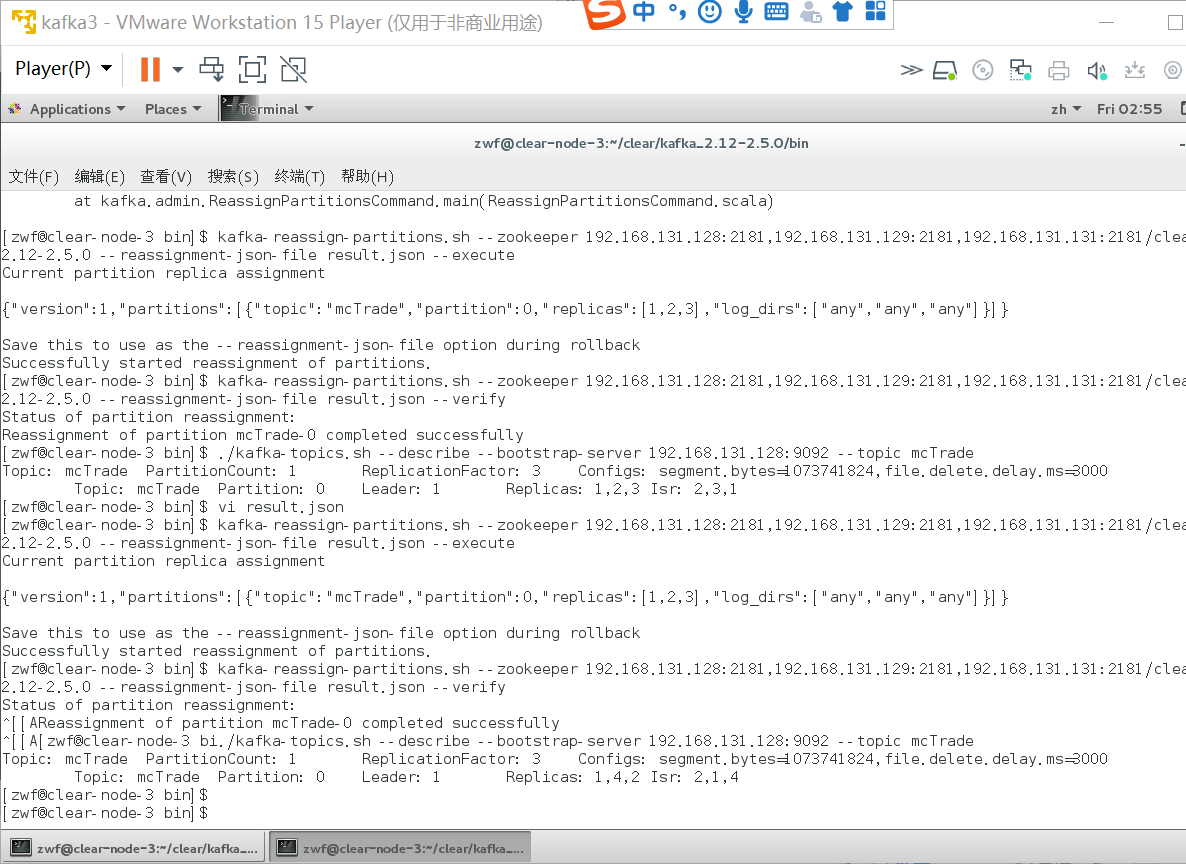 中
kafka3 - VMware Workstation 15 Player (仅用于非商业用途)
Player(P)
Applications Places Terminal zh Fri 02:55
zwf@clear-node-3:~/clear/kafka_2.12-2.5.0/bin
文件(F) 编辑(E) 查看(V) 搜索(S) 终端(T) 帮助(H)
at kafka.admin.ReassignPartitionsCommand.main(ReassignPartitionsCommand.scala)
[zwf@clear-node-3 bin]$ kafka-reassign-partitions.sh --zookeeper 192.168.131.128:2181,192.168.131.129:2181,192.168.131.131:2181/clea
2.12-2.5.0 --reassignment-json-file result.json --execute
Current partition replica assignment
{"version":1,"partitions":[{"topic":"mcTrade","partition":0,"replicas":[1,2,3],"log_dirs":["any","any","any"]}]}
Save this to use as the --reassignment-json-file option during rollback
Successfully started reassignment of partitions.
[zwf@clear-node-3 bin]$ kafka-reassign-partitions.sh --zookeeper 192.168.131.128:2181,192.168.131.129:2181,192.168.131.131:2181/clea
2.12-2.5.0 --reassignment-json-file result.json --verify
Status of partition reassignment:
Reassignment of partition mcTrade-0 completed successfully
[zwf@clear-node-3 bin]$ ./kafka-topics.sh --describe --bootstrap-server 192.168.131.128:9092 --topic mcTrade
Topic: mcTrade PartitionCount: 1 ReplicationFactor: 3 Configs: segment.bytes=1073741824,file.delete.delay.ms=3000
Topic: mcTrade Partition: 0 Leader: 1 Replicas: 1,2,3 Isr: 2,3,1
[zwf@clear-node-3 bin]$ vi result.json
[zwf@clear-node-3 bin]$ kafka-reassign-partitions.sh --zookeeper 192.168.131.128:2181,192.168.131.129:2181,192.168.131.131:2181/clea
2.12-2.5.0 --reassignment-json-file result.json --execute
Current partition replica assignment
{"version":1,"partitions":[{"topic":"mcTrade","partition":0,"replicas":[1,2,3],"log_dirs":["any","any","any"]}]}
Save this to use as the --reassignment-json-file option during rollback
Successfully started reassignment of partitions.
[zwf@clear-node-3 bin]$ kafka-reassign-partitions.sh --zookeeper 192.168.131.128:2181,192.168.131.129:2181,192.168.131.131:2181/clea
2.12-2.5.0 --reassignment-json-file result.json --verify
Status of partition reassignment:
^[[AReassignment of partition mcTrade-0 completed successfully
^[[A[zwf@clear-node-3 bi./kafka-topics.sh --describe --bootstrap-server 192.168.131.128:9092 --topic mcTrade
Topic: mcTrade PartitionCount: 1 ReplicationFactor: 3 Configs: segment.bytes=1073741824,file.delete.delay.ms=3000
Topic: mcTrade Partition: 0 Leader: 1 Replicas: 1,4,2 Isr: 2,1,4
[zwf@clear-node-3 bin]$
[zwf@clear-node-3 bin]$
zwf@clear-node-3:~/clear/kafka_... zwf@clear-node-3:~/clear/kafka_...